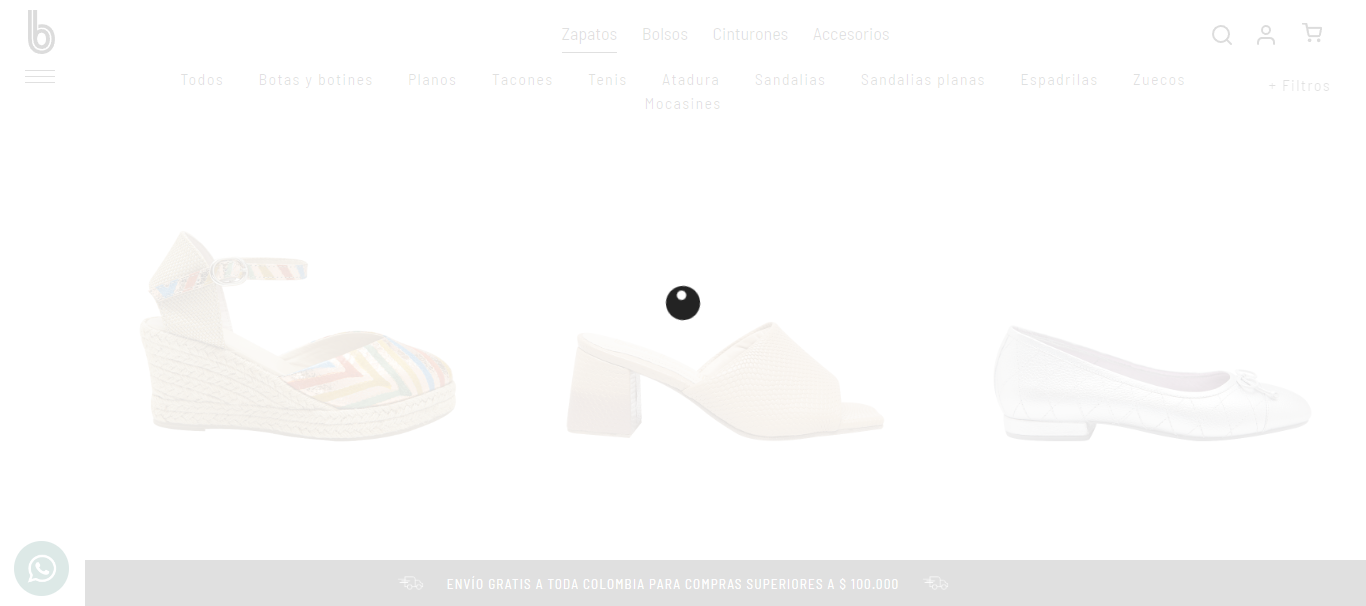 b
Zapatos Bolsos Cinturones Accesorios
Todos Botas y botines Planos Tacones Tenis Atadura Sandalias Sandalias planas Espadrilas Zuecos
Mocasines
+ Filtros
ENVÍO GRATIS A TODA COLOMBIA PARA COMPRAS SUPERIORES A $ 100.000